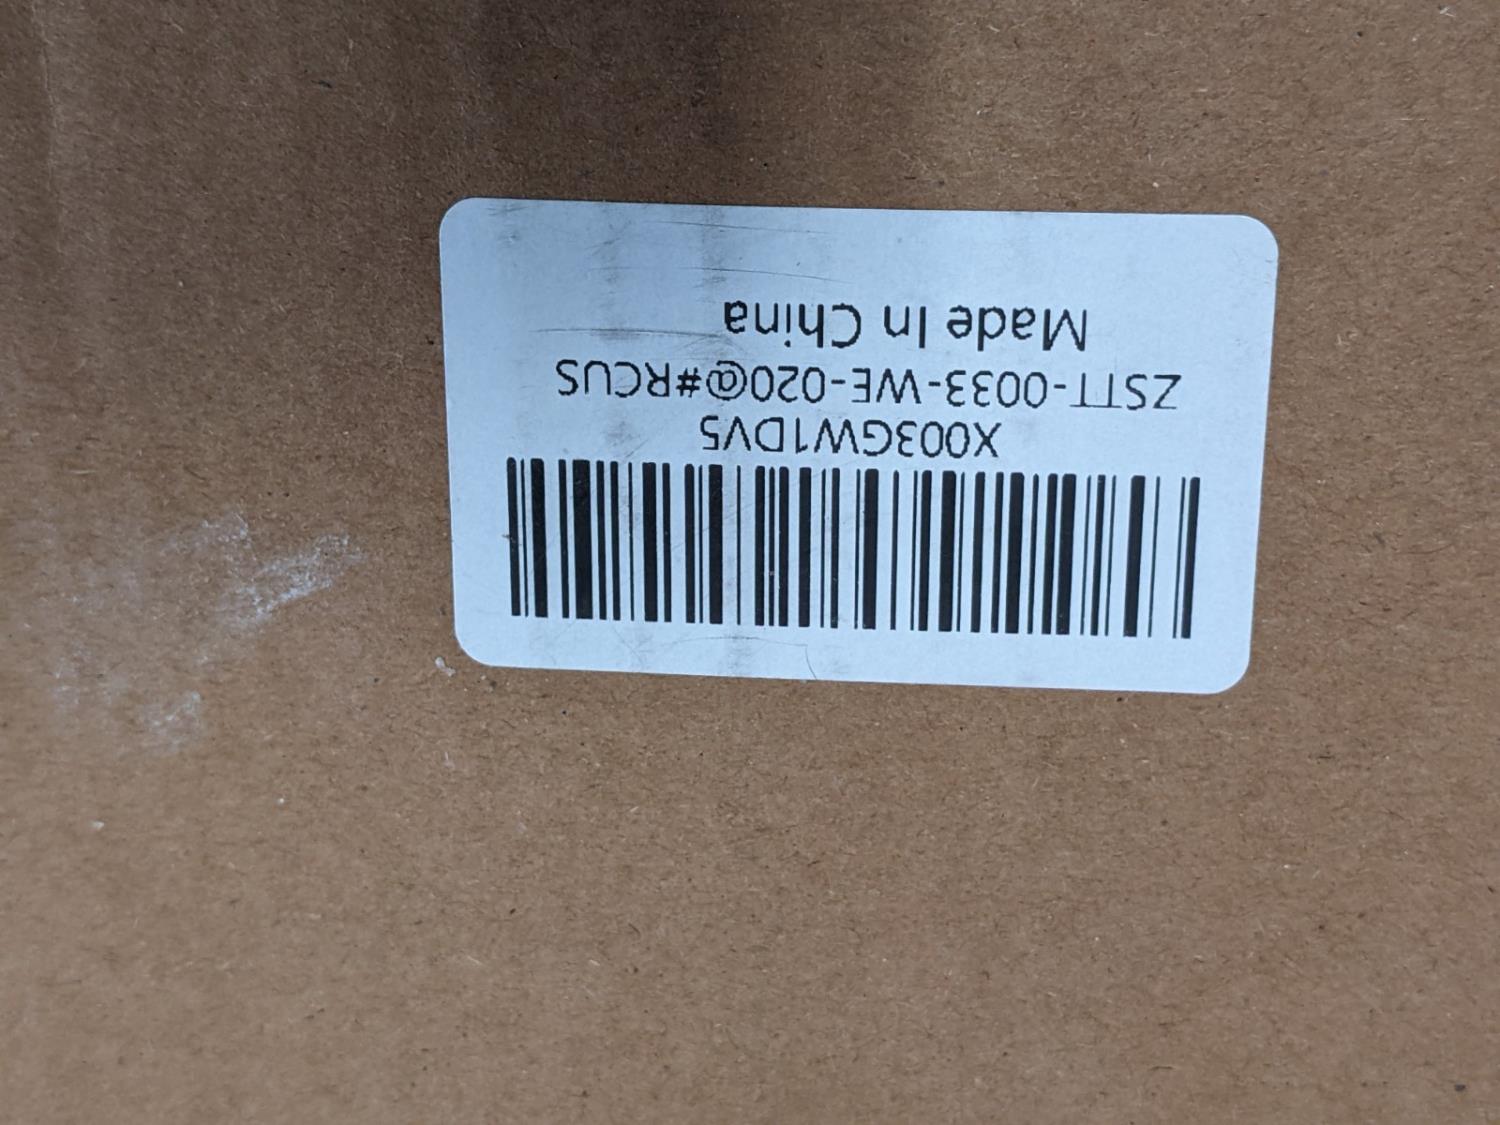 X003GW1DV5
ZSTT-0033-WE-020@#RCUS
Made In China